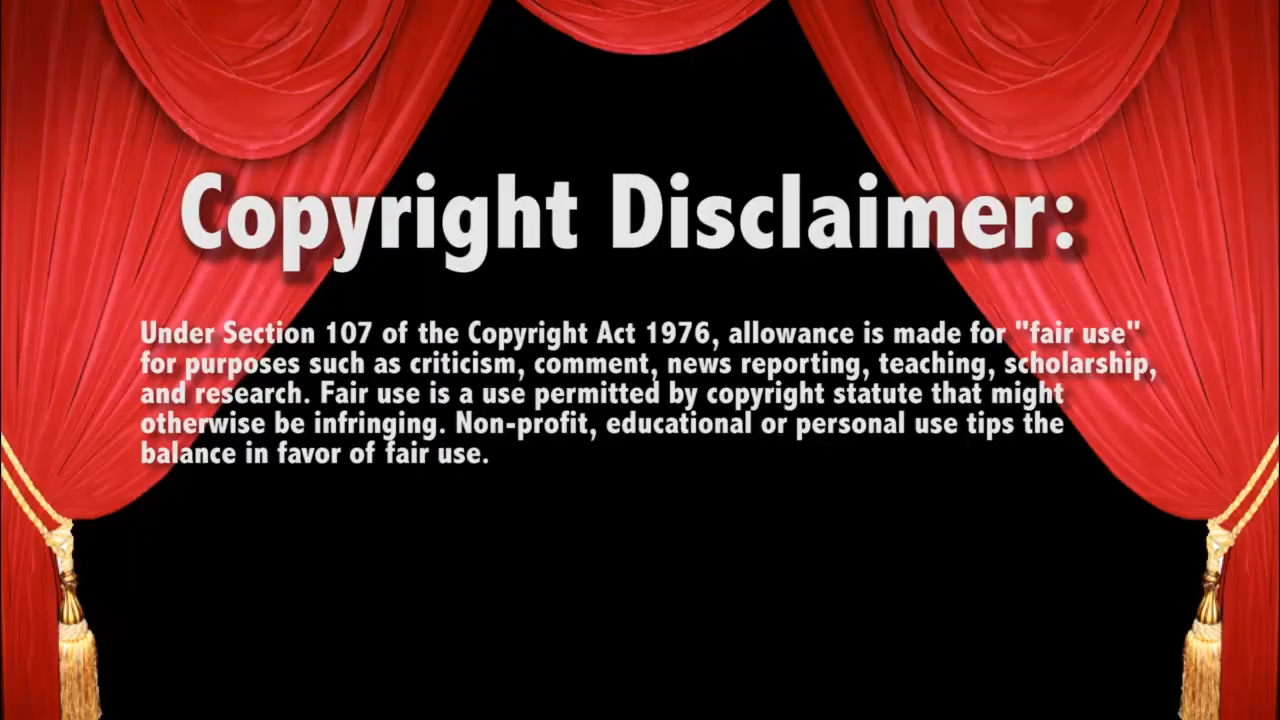 Copyright Disclaimer:
Under Section 107 of the Copyright Act 1976, allowance is made for "fair use"
for purposes such as criticism, comment, news reporting, teaching, scholarship,
and research. Fair use is a use permitted by copyright statute that might
otherwise be infringing. Non-profit, educational or personal use tips the
balance in favor of fair use.